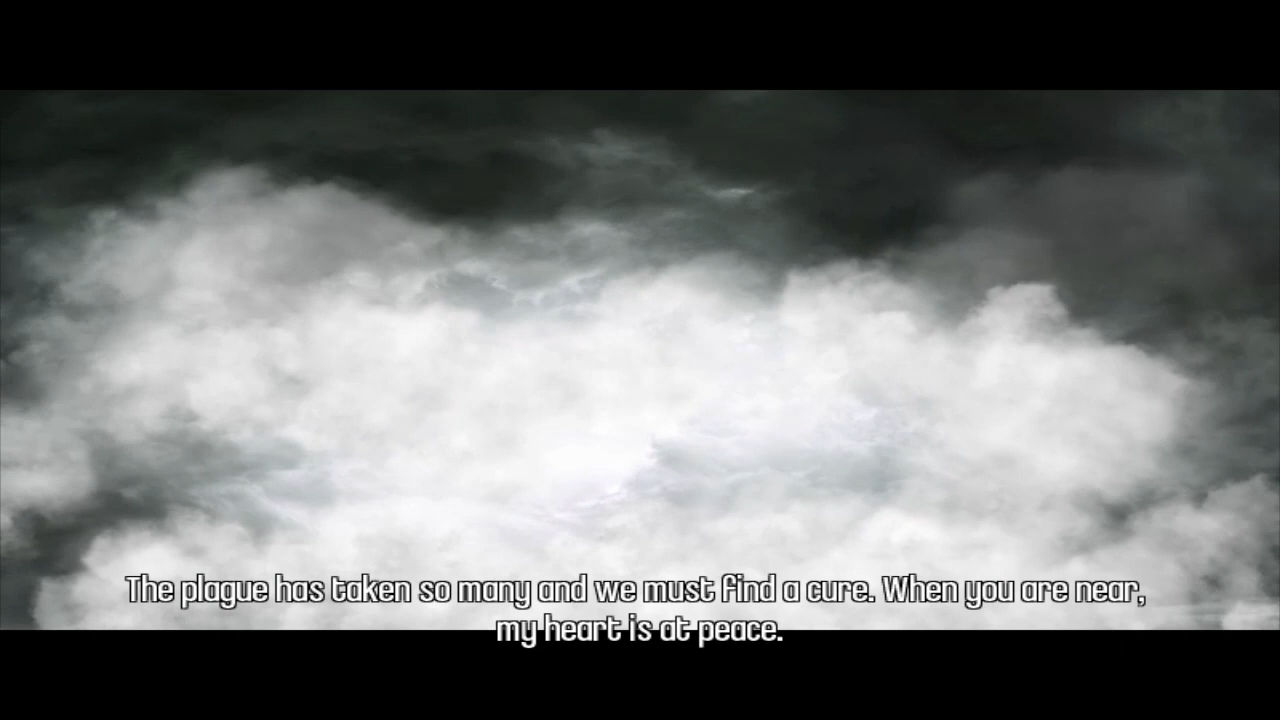 The plague has taken so many and we must find a cure. When you are near,
my heart is at peace.